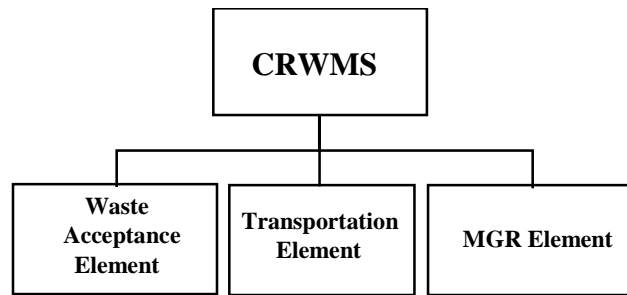 CRWMS
Waste
Acceptance
Element
Transportation
Element
MGR Element